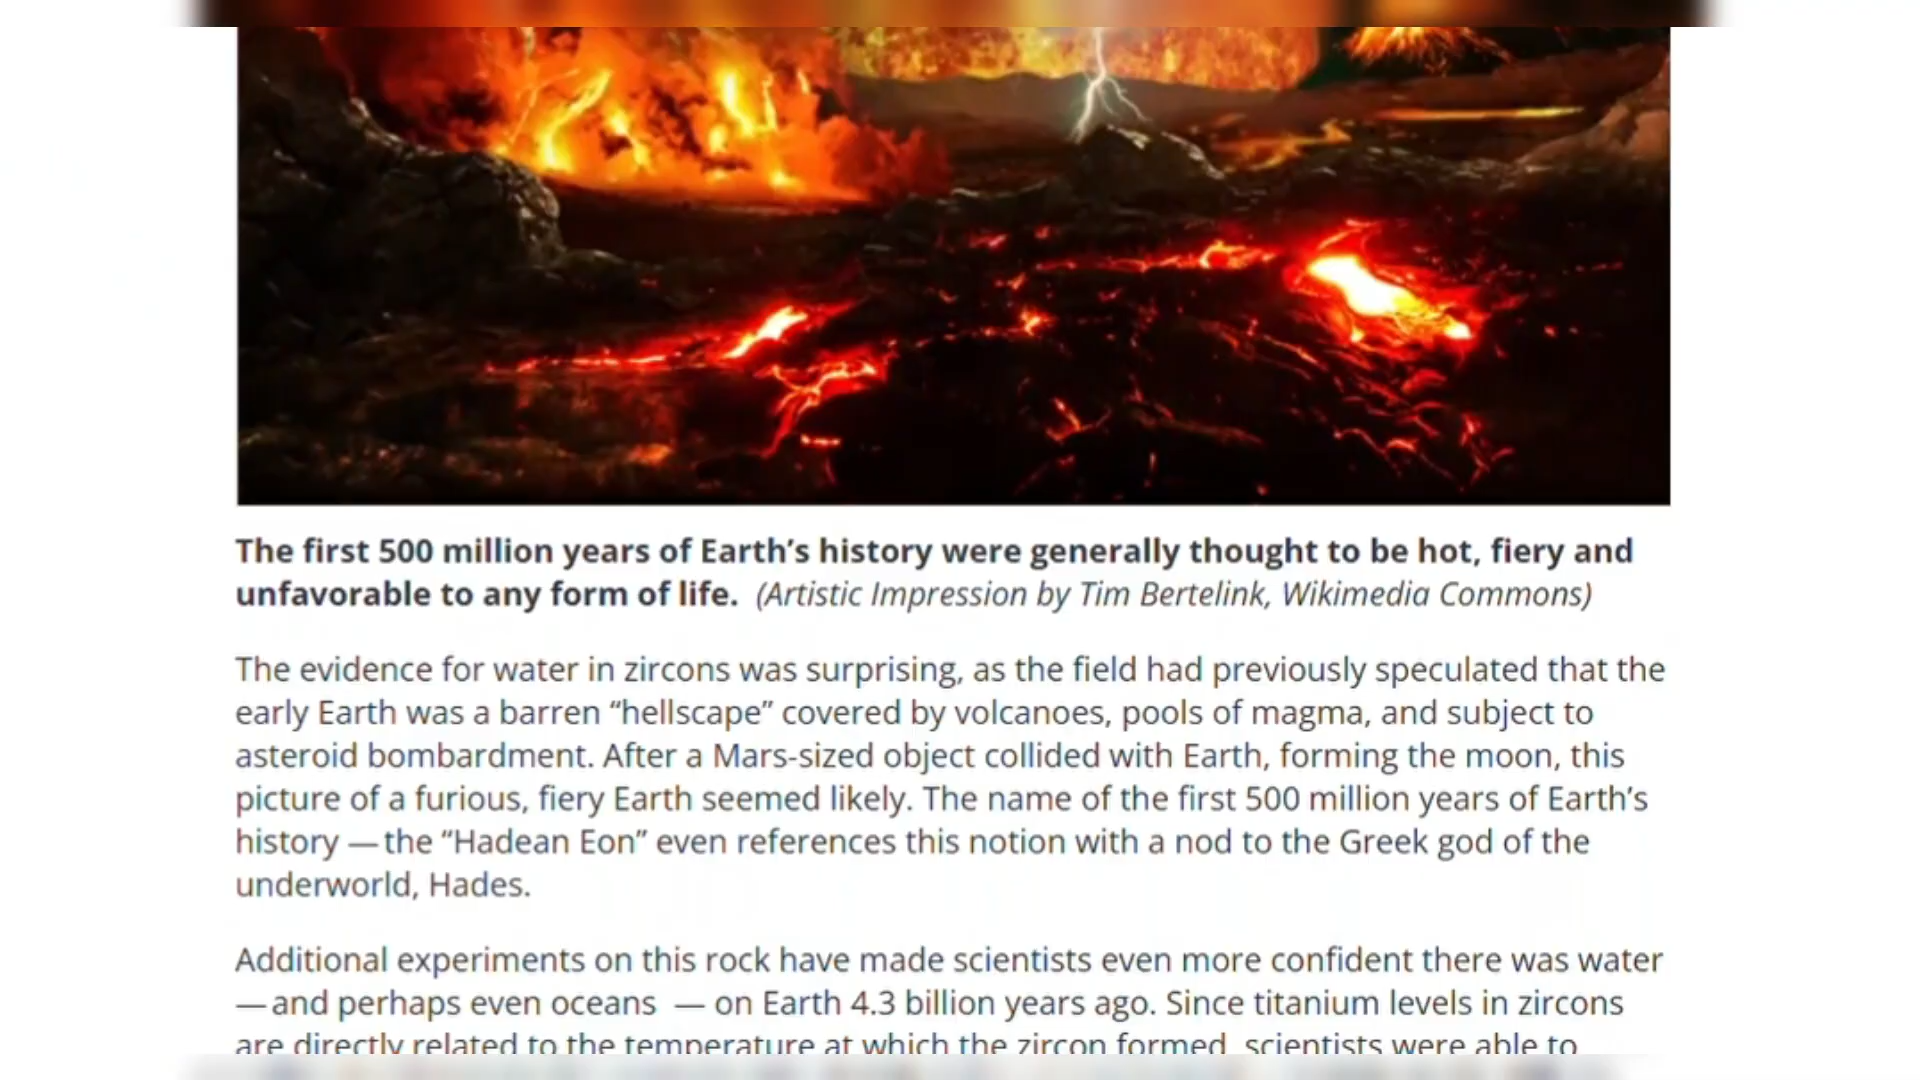 The first 500 million years of Earth’s history were generally thought to be hot, fiery and
unfavorable to any form of life. (Artistic Impression by Tim Bertelink, Wikimedia Commons)
The evidence for water in zircons was surprising, as the field had previously speculated that the
early Earth was a barren “hellscape” covered by volcanoes, pools of magma, and subject to
asteroid bombardment. After a Mars-sized object collided with Earth, forming the moon, this
picture of a furious, fiery Earth seemed likely. The name of the first 500 million years of Earth’s
history — the “Hadean Eon” even references this notion with a nod to the Greek god of the
underworld, Hades.
Additional experiments on this rock have made scientists even more confident there was water
— and perhaps even oceans — on Earth 4.3 billion years ago. Since titanium levels in zircons
are directly related to the temperature at which the zircon formed, scientists were able to